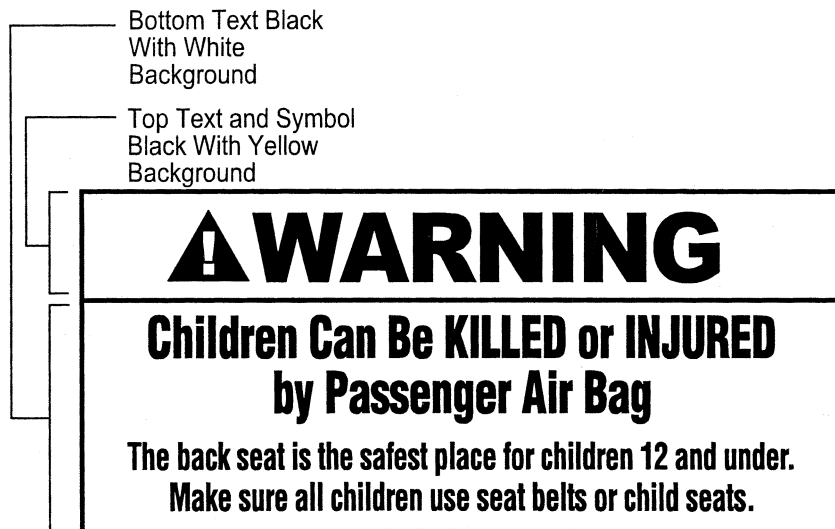 Bottom Text Black
With White
Background
Top Text and Symbol
Black With Yellow
Background
WARNING
Children Can Be KILLED or INJURED
by Passenger Air Bag
The back seat is the safest place for children 12 and under.
Make sure all children use seat belts or child seats.